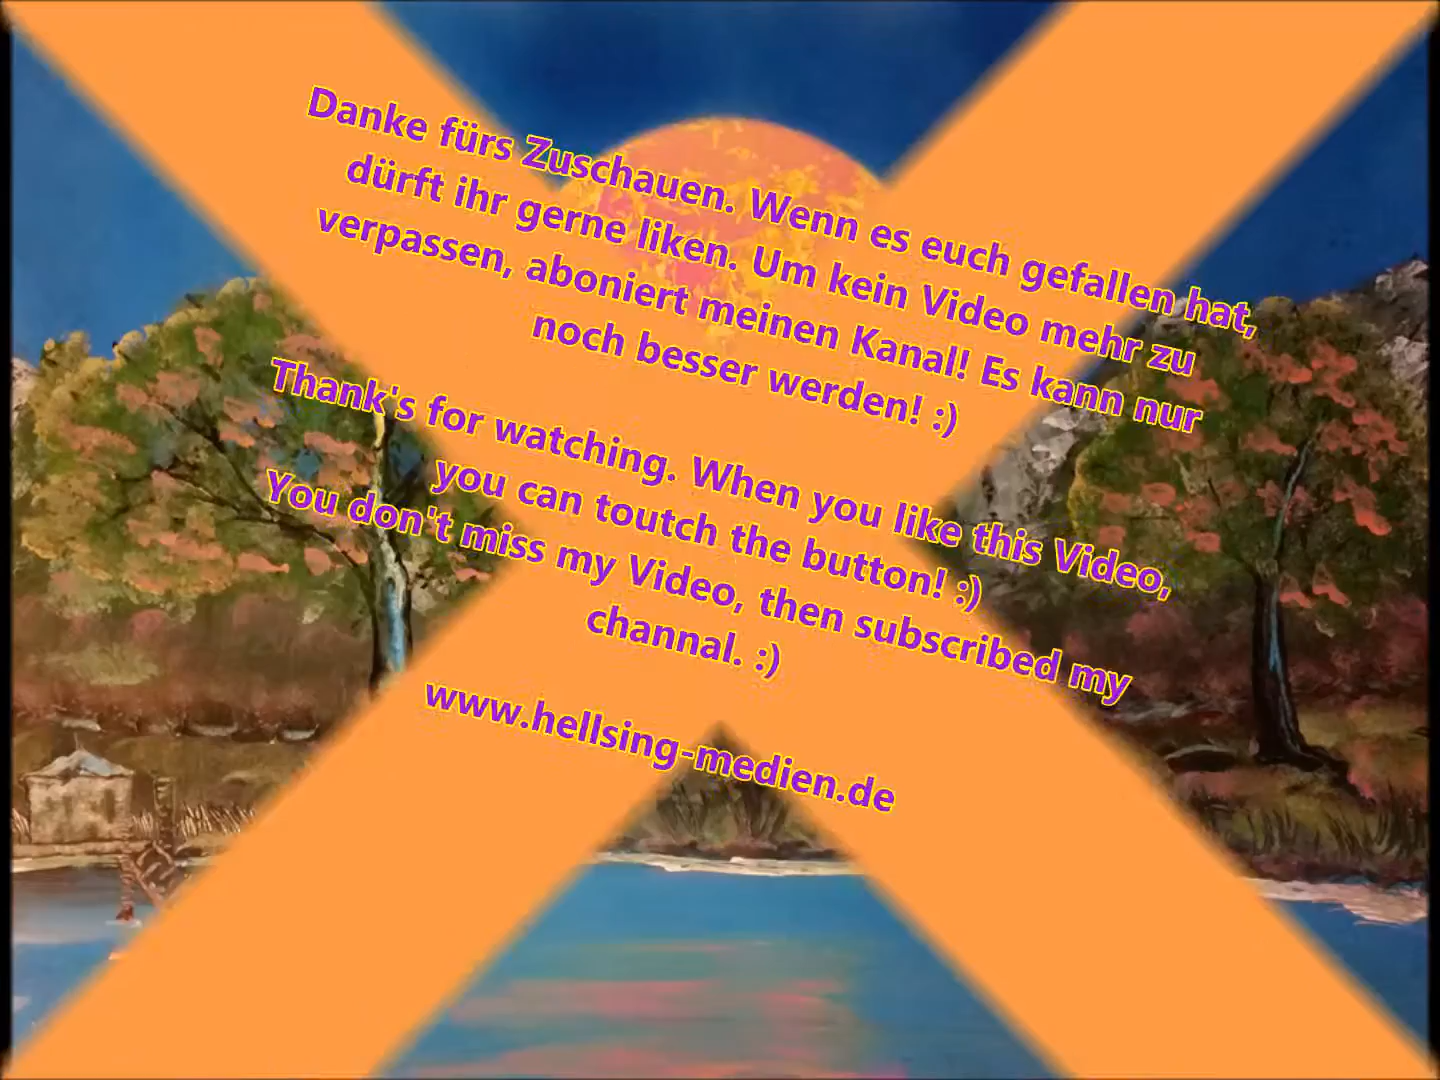 Danke fürs Zuschauen. Wenn es euch gefallen hat,
dürft ihr gerne liken. Um kein Video mehr zu
verpassen, aboniert meinen Kanal! Es kann nur
noch besser werden! :)
Thank's for watching. When you like this Video,
you can toutch the button! :)
You don't miss my Video, then subscribed my
channal. :)
www.hellsing-medien.de